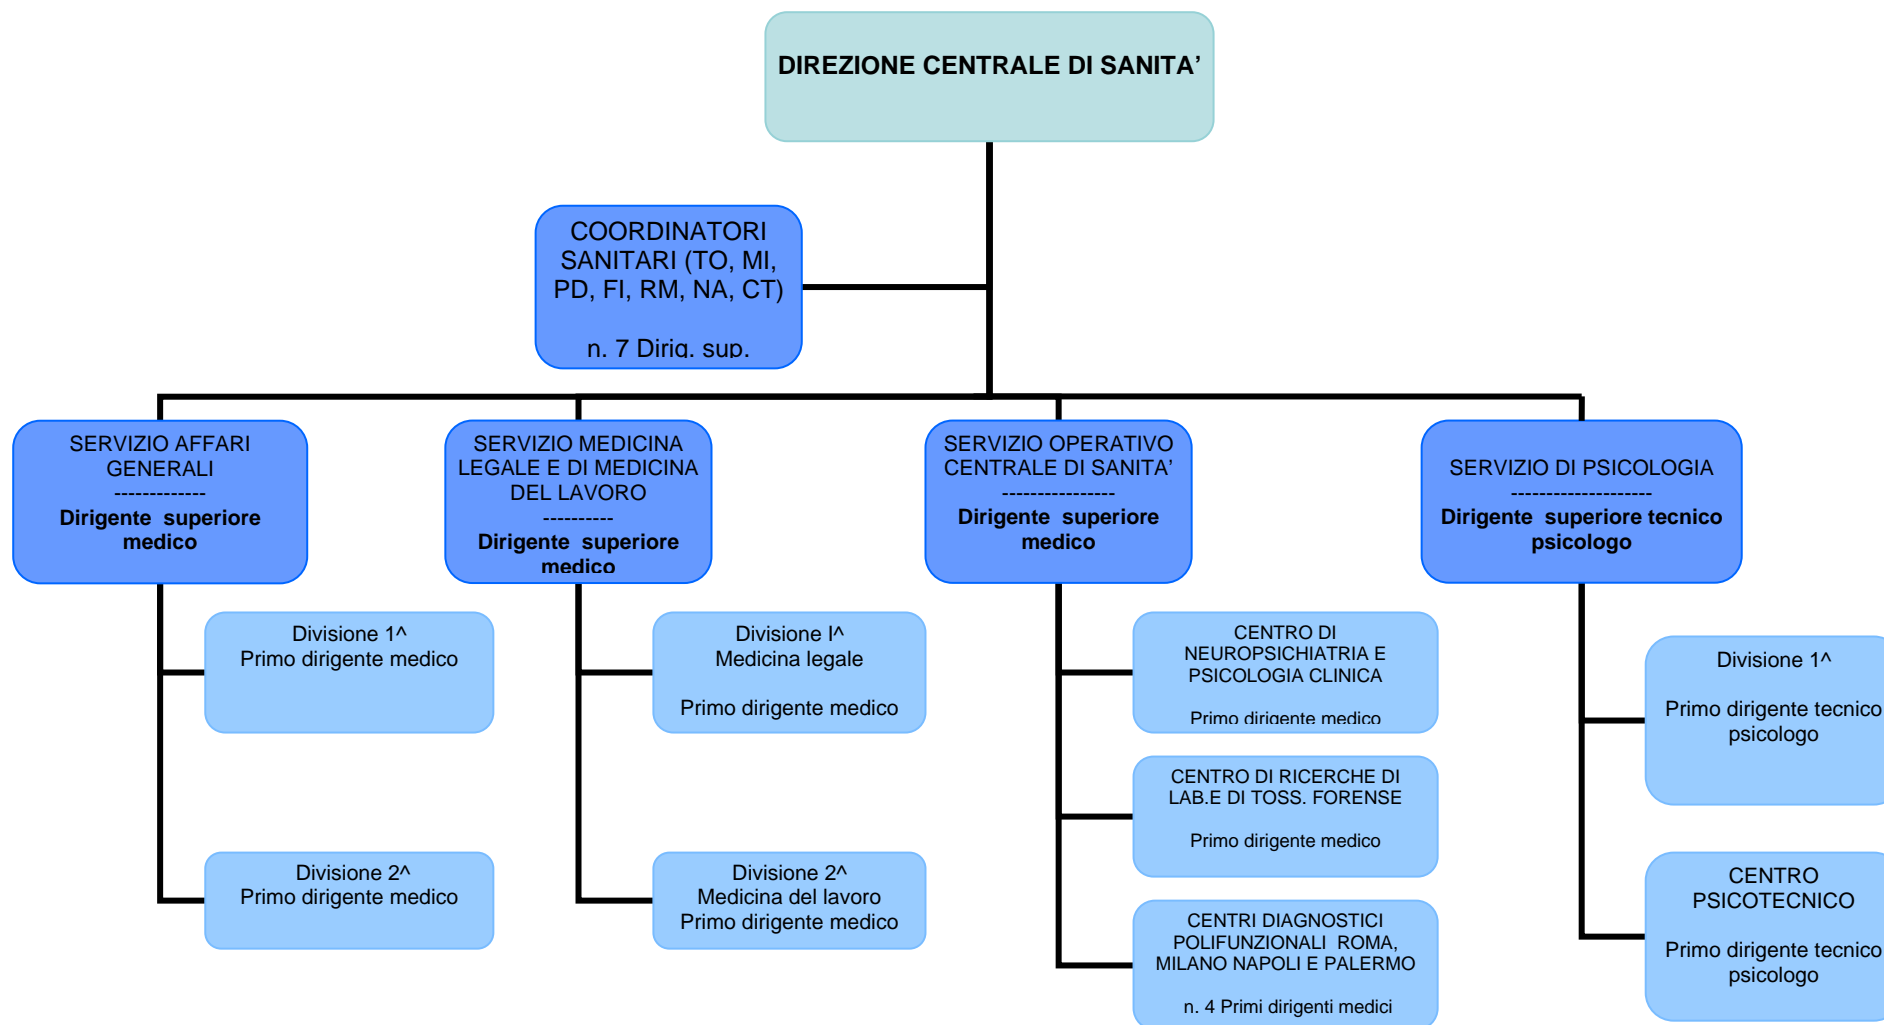 DIREZIONE CENTRALE DI SANITA’
COORDINATORI
SANITARI (TO, MI,
PD, FI, RM, NA, CT)
n. 7 Dirig. sup.
SERVIZIO AFFARI
GENERALI
-------------
Dirigente superiore
medico
SERVIZIO MEDICINA
LEGALE E DI MEDICINA
DEL LAVORO
----------
Dirigente superiore
medico
SERVIZIO OPERATIVO
CENTRALE DI SANITA’
----------------
Dirigente superiore
medico
SERVIZIO DI PSICOLOGIA
--------------------
Dirigente superiore tecnico
psicologo
Divisione 1^
Primo dirigente medico
Divisione 2^
Primo dirigente medico
Divisione I^
Medicina legale
Primo dirigente medico
Divisione 2^
Medicina del lavoro
Primo dirigente medico
CENTRO DI
NEUROPSICHIATRIA E
PSICOLOGIA CLINICA
Primo dirigente medico
CENTRO DI RICERCHE DI
LAB.E DI TOSS. FORENSE
Primo dirigente medico
CENTRI DIAGNOSTICI
POLIFUNZIONALI ROMA,
MILANO NAPOLI E PALERMO
n. 4 Primi dirigenti medici
Divisione 1^
Primo dirigente tecnico
psicologo
CENTRO
PSICOTECNICO
Primo dirigente tecnico
psicologo